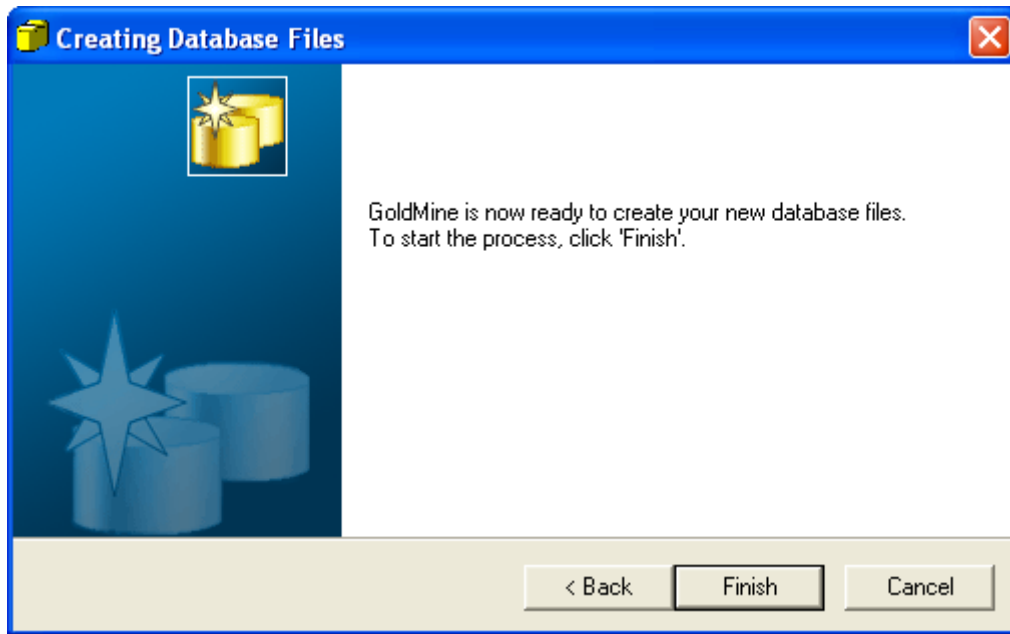 Creating Database Files
GoldMine is now ready to create your new database files.
To start the process, click 'Finish'.
< Back
Finish
Cancel